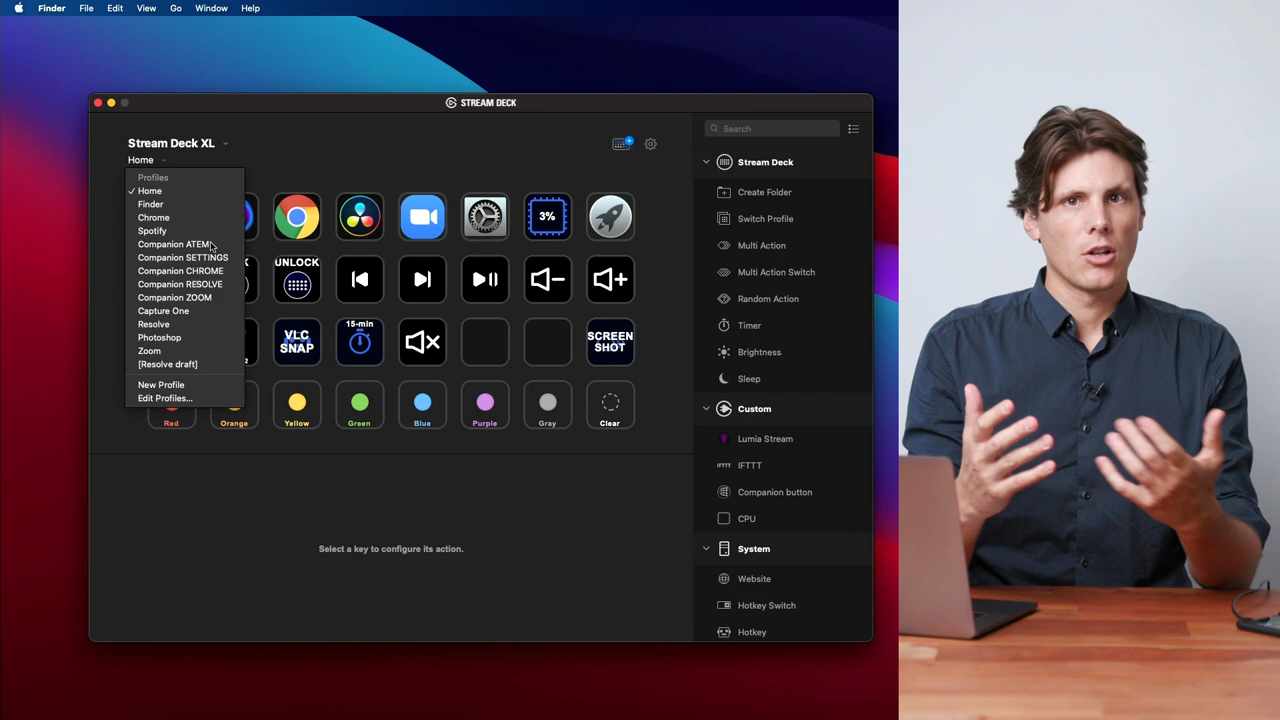 Finder File Edit View Go Window Help
STREAM DECK
Stream Deck XL
Home
Profiles
Home
Finder
Chrome
Spotify
Companion ATEM
Companion SETTINGS
Companion CHROME
Companion RESOLVE
Companion ZOOM
Capture One
Resolve
Photoshop
Zoom
[Resolve draft]
New Profile
Edit Profiles...
3%
UNLOCK
2
VLC
SNAP
15-min
SCREEN
SHOT
Red Orange Yellow Green Blue Purple Gray Clear
Select a key to configure its action.
Search
Stream Deck
Create Folder
Switch Profile
Multi Action
Multi Action Switch
Random Action
Timer
Brightness
Sleep
Custom
Lumia Stream
IFTTT IFTTT
Companion button
CPU
System
Website
Hotkey Switch
Hotkey